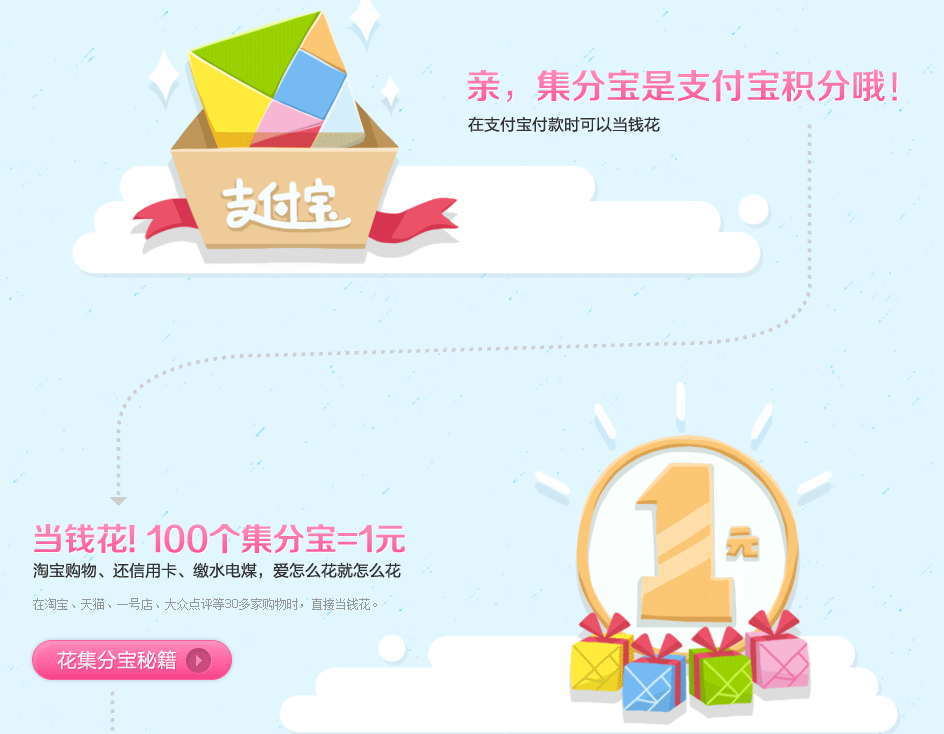 亲，集分宝是支付宝积分哦！
在支付宝付款时可以当钱花
支付宝
1元
当钱花! 100个集分宝=1元
淘宝购物、还信用卡、缴水电煤，爱怎么花就怎么花
在淘宝、天猫、一号店、大众点评等30多家购物时，直接当钱花。
花集分宝秘籍